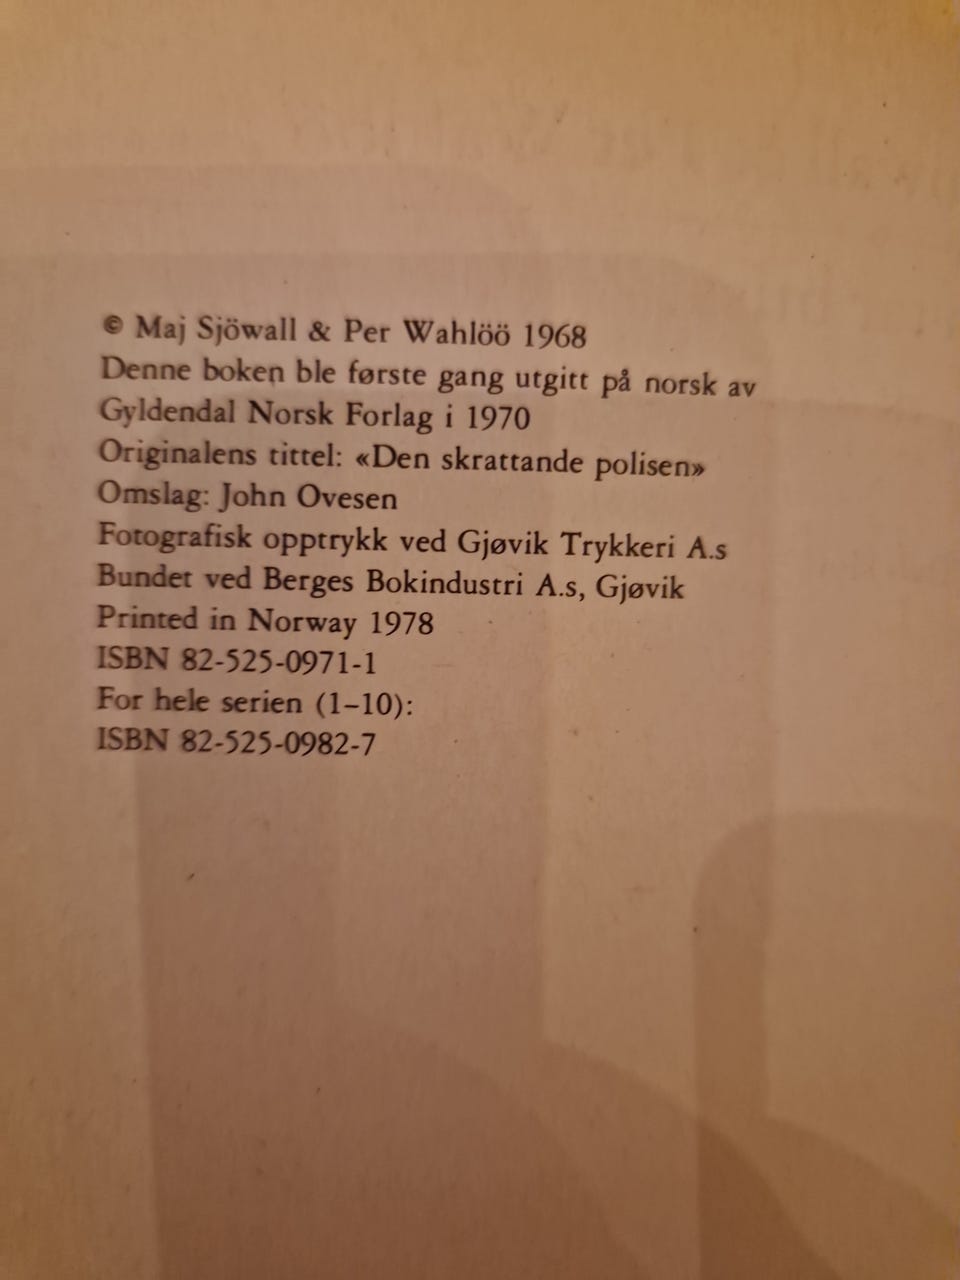 © Maj Sjöwall & Per Wahlöö 1968
Denne boken ble første gang utgitt på norsk av
Gyldendal Norsk Forlag i 1970
Originalens tittel: «Den skrattande polisen»
Omslag: John Ovesen
Fotografisk opptrykk ved Gjøvik Trykkeri A.s
Bundet ved Berges Bokindustri A.s, Gjøvik
Printed in Norway 1978
ISBN 82-525-0971-1
For hele serien (1–10):
ISBN 82-525-0982-7